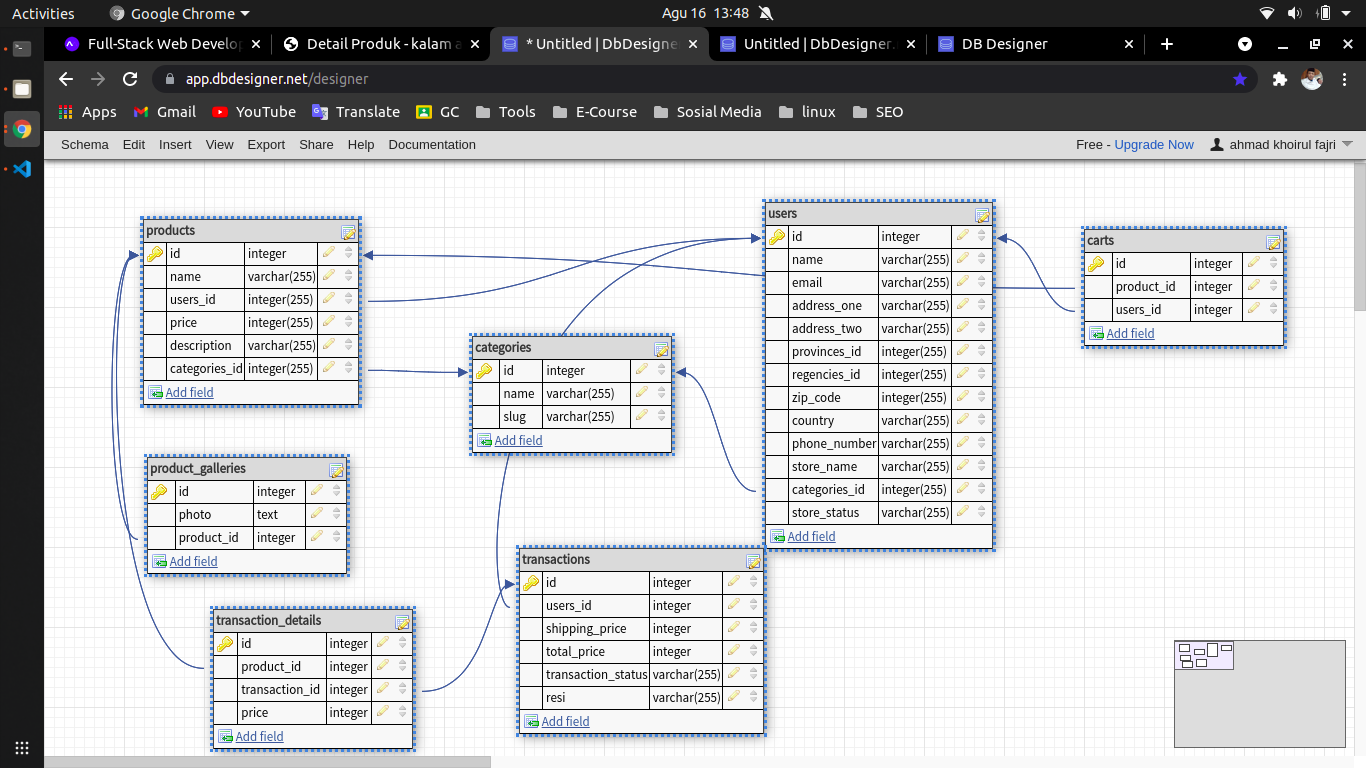 Activities Google Chrome Agu 16 13:48
Full-Stack Web Develo Detail Produk - kalam a * Untitled | DbDesigne Untitled | DbDesigner. DB Designer
app.dbdesigner.net/designer
Apps Gmail YouTube Translate GC Tools E-Course Sosial Media linux SEO
Schema Edit Insert View Export Share Help Documentation Free - Upgrade Now ahmad khoirul fajri
products
id integer
name varchar(255)
users_id integer(255)
price integer(255)
description varchar(255)
categories_id integer(255)
Add field
categories
id integer
name varchar(255)
slug varchar(255)
Add field
users
id integer
name varchar(255)
email varchar(255)
address_one varchar(255)
address_two varchar(255)
provinces_id integer(255)
regencies_id integer(255)
zip_code integer(255)
country varchar(255)
phone_number varchar(255)
store_name varchar(255)
categories_id integer(255)
store_status varchar(255)
Add field
carts
id integer
product_id integer
users_id integer
Add field
product_galleries
id integer
photo text
product_id integer
Add field
transaction_details
id integer
product_id integer
transaction_id integer
price integer
Add field
transactions
id integer
users_id integer
shipping_price integer
total_price integer
transaction_status varchar(255)
resi varchar(255)
Add field